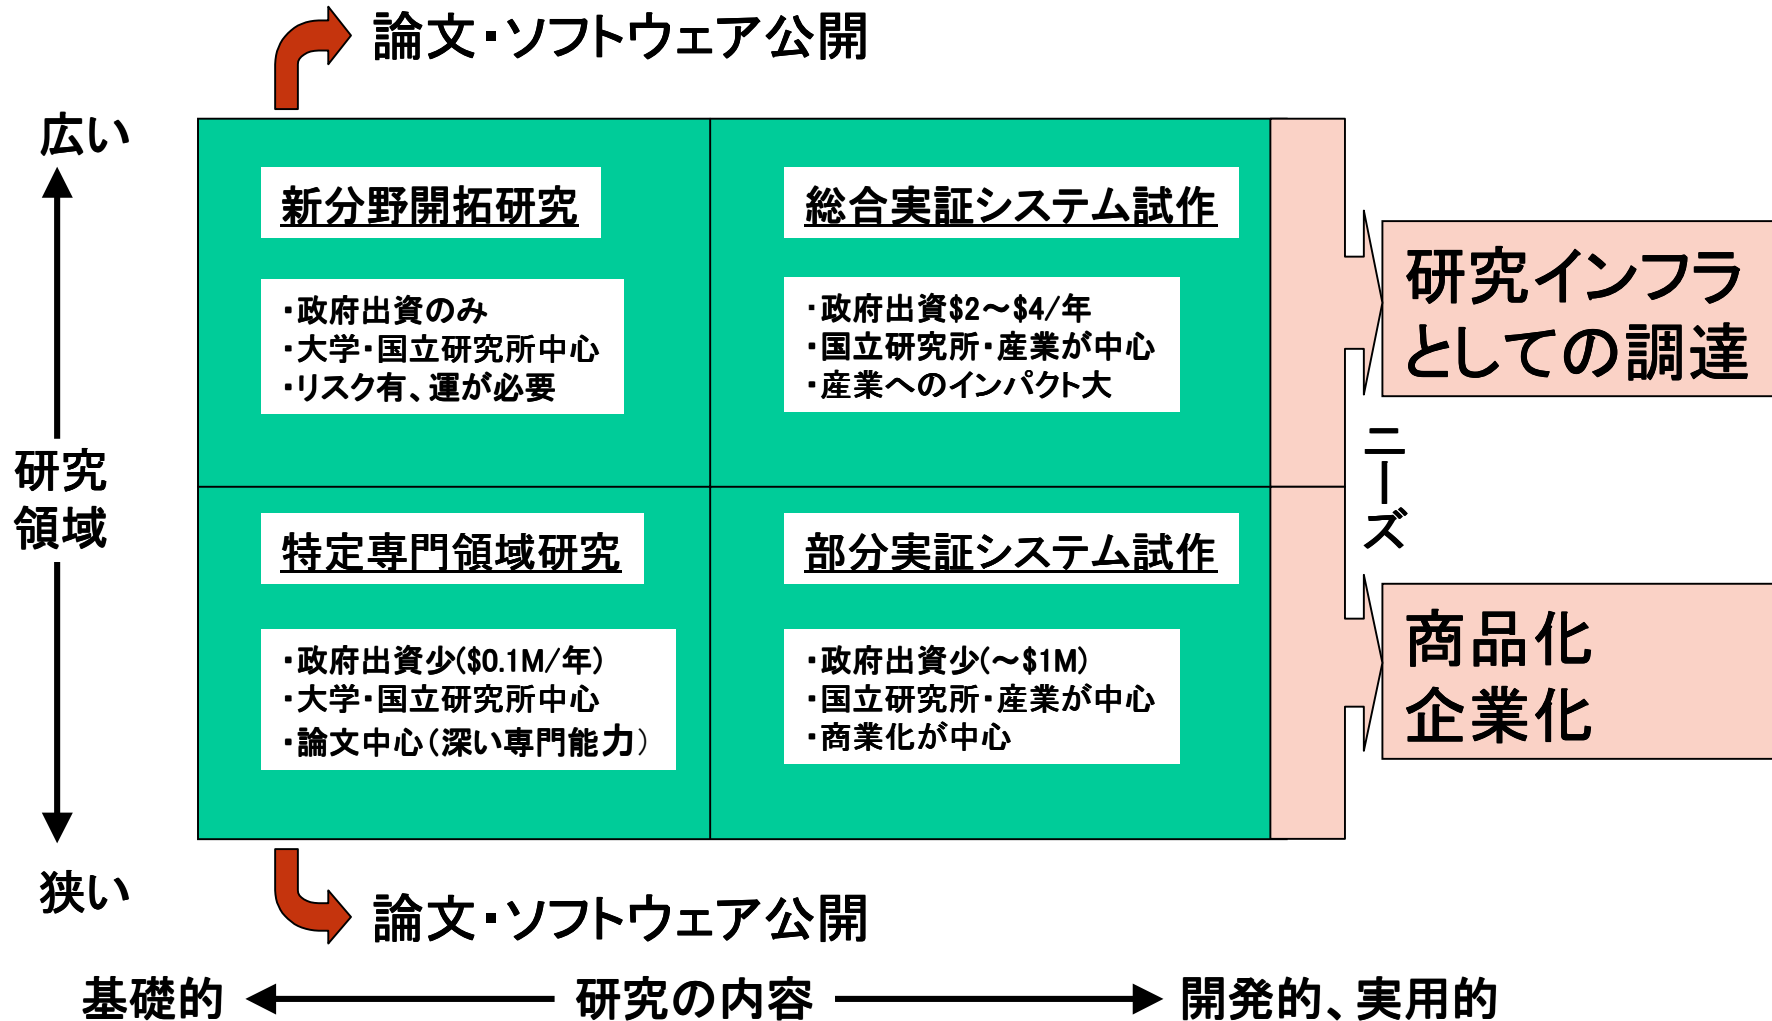 論文・ソフトウェア公開
広い
新分野開拓研究
・政府出資のみ
・大学・国立研究所中心
・リスク有、運が必要
総合実証システム試作
・政府出資$2～$4/年
・国立研究所・産業が中心
・産業へのインパクト大
研究インフラ
としての調達
ニーズ
研究
領域
特定専門領域研究
・政府出資少($0.1M/年)
・大学・国立研究所中心
・論文中心（深い専門能力）
部分実証システム試作
・政府出資少(～$1M)
・国立研究所・産業が中心
・商業化が中心
商品化
企業化
狭い
論文・ソフトウェア公開
基礎的
研究の内容
開発的、実用的